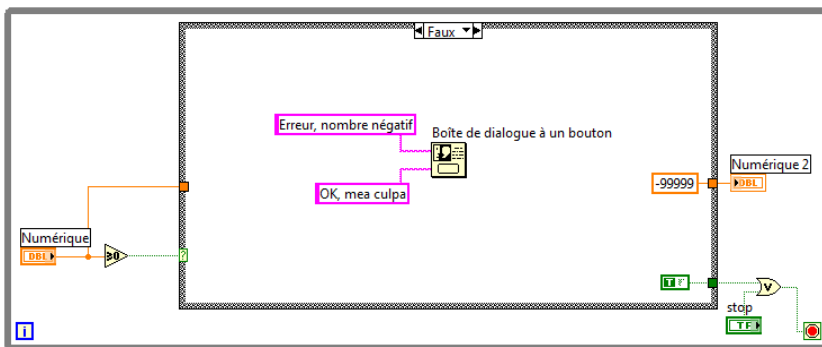 Faux
Erreur, nombre négatif
Boîte de dialogue à un bouton
OK, mea culpa
-99999
Numérique 2
DBL
Numérique
DBL
≥0
?
T F
V
stop
TF
i